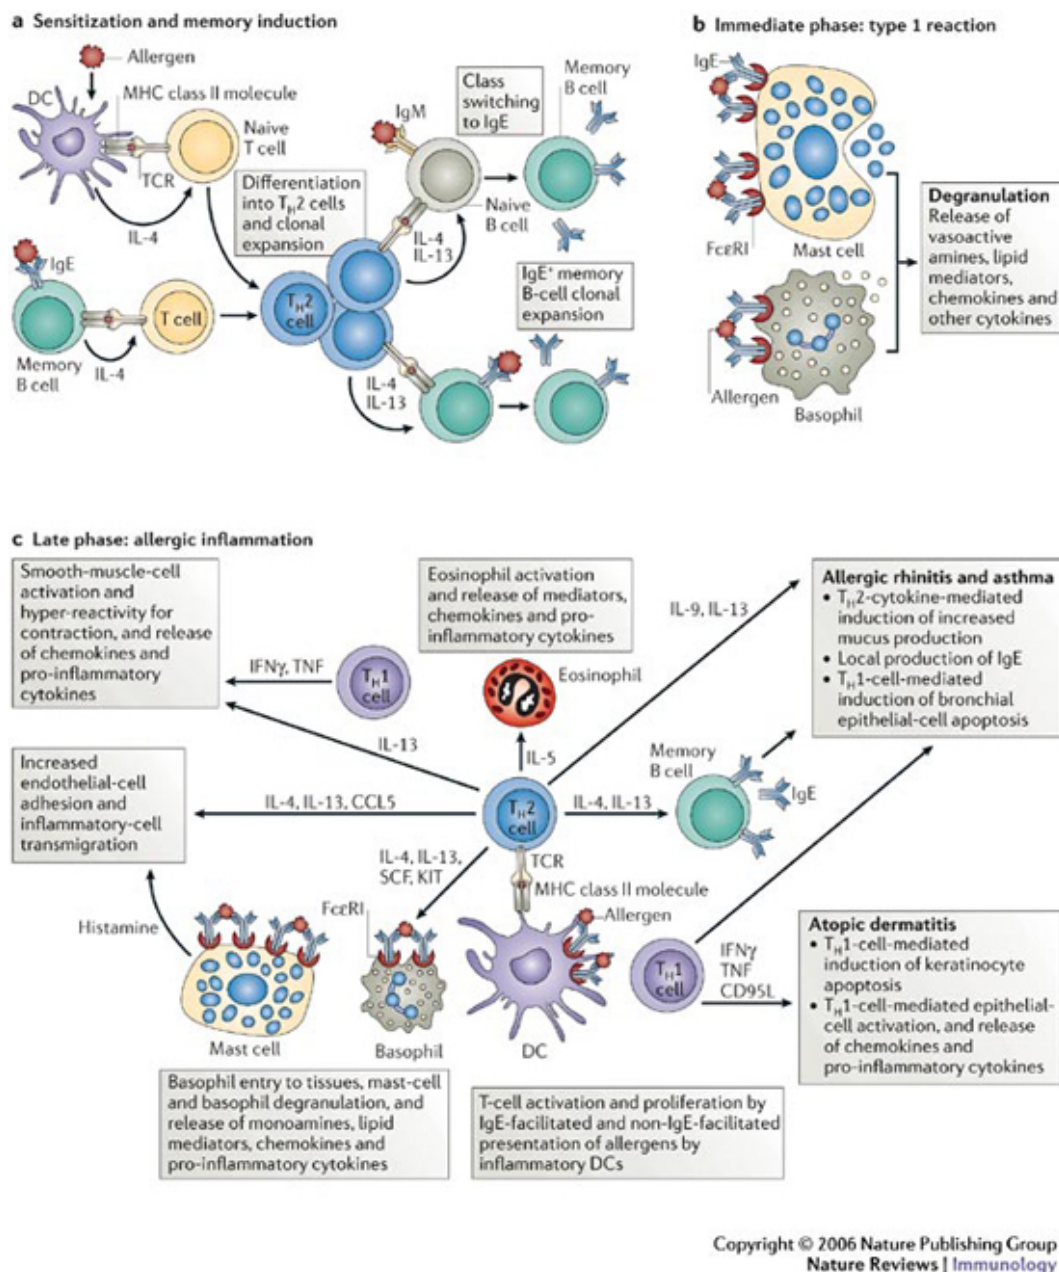 a Sensitization and memory induction
Allergen
DC
MHC class II molecule
Naive
T cell
TCR
IL-4
Differentiation
into TH2 cells
and clonal
expansion
IgM
Class
switching
to IgE
Memory
B cell
Naive
B cell
IL-4
IL-13
IgE
Memory
B cell
IL-4
T cell
TH2
cell
IL-4
IL-13
IgE+ memory
B-cell clonal
expansion
b Immediate phase: type 1 reaction
IgE
FcεRI
Mast cell
Allergen
Basophil
Degranulation
Release of
vasoactive
amines, lipid
mediators,
chemokines and
other cytokines
c Late phase: allergic inflammation
Smooth-muscle-cell
activation and
hyper-reactivity for
contraction, and release
of chemokines and
pro-inflammatory
cytokines
IFNγ, TNF
TH1
cell
Eosinophil activation
and release of mediators,
chemokines and pro-
inflammatory cytokines
Eosinophil
IL-9, IL-13
Allergic rhinitis and asthma
• TH2-cytokine-mediated
induction of increased
mucus production
• Local production of IgE
• TH1-cell-mediated
induction of bronchial
epithelial-cell apoptosis
IL-13
IL-5
Increased
endothelial-cell
adhesion and
inflammatory-cell
transmigration
IL-4, IL-13, CCL5
TH2
cell
IL-4, IL-13
Memory
B cell
IgE
IL-4, IL-13,
SCF, KIT
TCR
MHC class II molecule
Histamine
FcεRI
Allergen
Mast cell
Basophil
DC
TH1
cell
IFNγ
TNF
CD95L
Atopic dermatitis
• TH1-cell-mediated
induction of keratinocyte
apoptosis
• TH1-cell-mediated epithelial-
cell activation, and release
of chemokines and
pro-inflammatory cytokines
Basophil entry to tissues, mast-cell
and basophil degranulation, and
release of monoamines, lipid
mediators, chemokines and
pro-inflammatory cytokines
T-cell activation and proliferation by
IgE-facilitated and non-IgE-facilitated
presentation of allergens by
inflammatory DCs
Copyright © 2006 Nature Publishing Group
Nature Reviews | Immunology